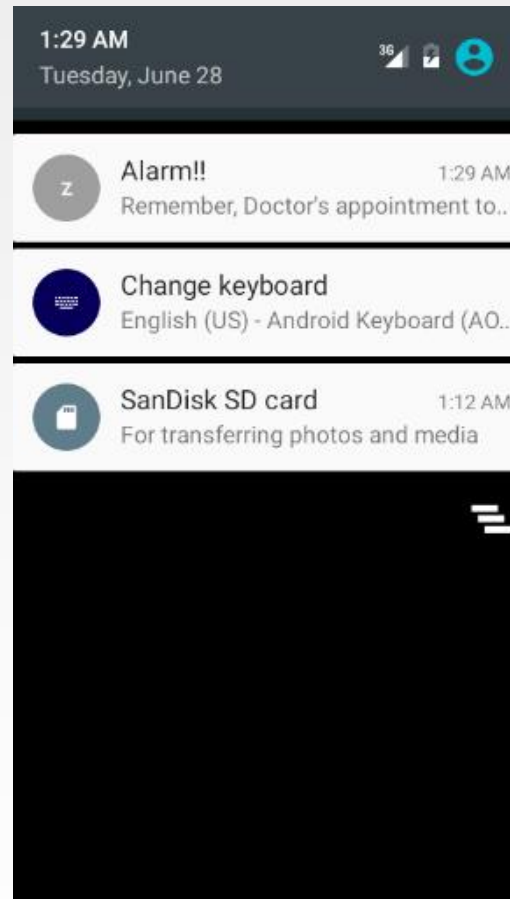 1:29 AM
Tuesday, June 28
3G
Z
Alarm!!
1:29 AM
Remember, Doctor's appointment to..
Change keyboard
English (US) - Android Keyboard (AO..
SanDisk SD card
1:12 AM
For transferring photos and media